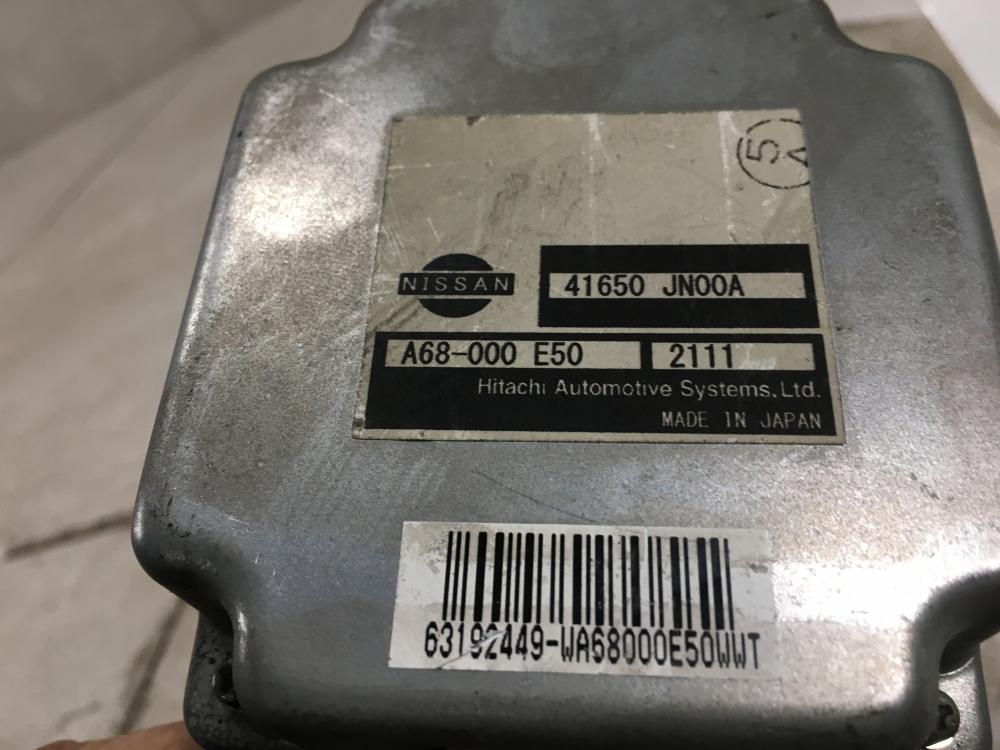 5
A
NISSAN
41650 JN00A
A68-000 E50
2111
Hitachi Automotive Systems, Ltd.
MADE IN JAPAN
63192449-WA68000E50WWT